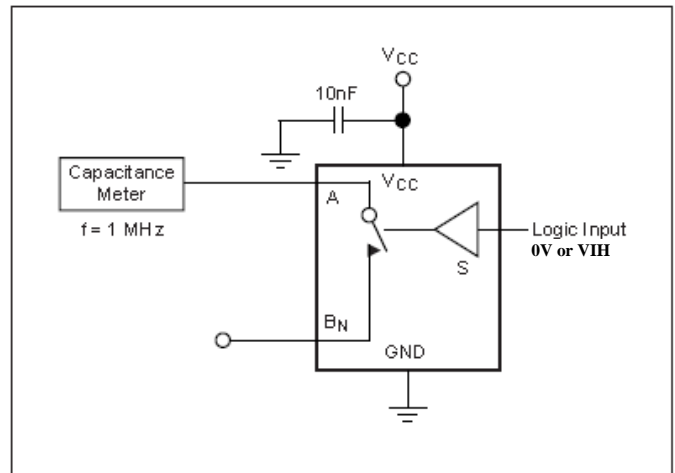 VCC
10nF
Capacitance
Meter
f = 1 MHz
A
VCC
Logic Input
0V or VIH
S
BN
GND